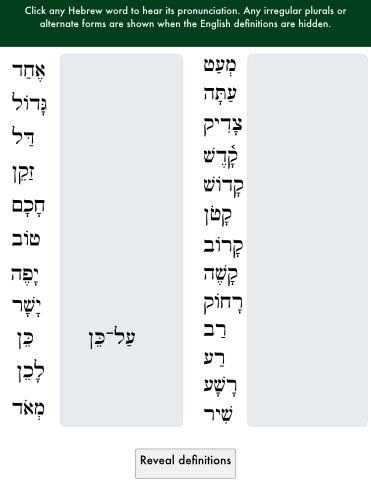 Click any Hebrew word to hear its pronunciation. Any irregular plurals or
alternate forms are shown when the English definitions are hidden.
אֶחַד
גָּדוֹל
דַּל
זַקֵן
חָכָם
טוֹב
יָפֶה
יָשָׁר
כֵּן
עַל־כֵּן
לָכֵן
מְאֹד
מְעַט
עַתָּה
צַדִּיק
קֹ֫דֶשׁ
קָדוֹשׁ
קָטֹן
קָרוֹב
קָשֶׁה
רָחוֹק
רַב
רַע
רָשָׁע
שִׁיר
Reveal definitions